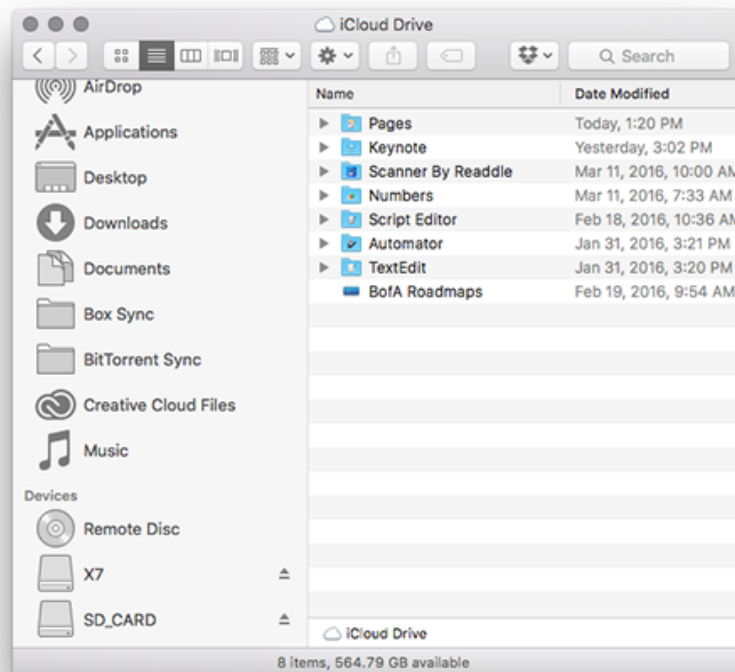 iCloud Drive
Search
AirDrop
Applications
Desktop
Downloads
Documents
Box Sync
BitTorrent Sync
Creative Cloud Files
Music
Devices
Remote Disc
X7
SD_CARD
Name Date Modified
Pages Today, 1:20 PM
Keynote Yesterday, 3:02 PM
Scanner By Readdle Mar 11, 2016, 10:00 AM
Numbers Mar 11, 2016, 7:33 AM
Script Editor Feb 18, 2016, 10:36 AM
Automator Jan 31, 2016, 3:21 PM
TextEdit Jan 31, 2016, 3:20 PM
BofA Roadmaps Feb 19, 2016, 9:54 AM
iCloud Drive
8 items, 564.79 GB available